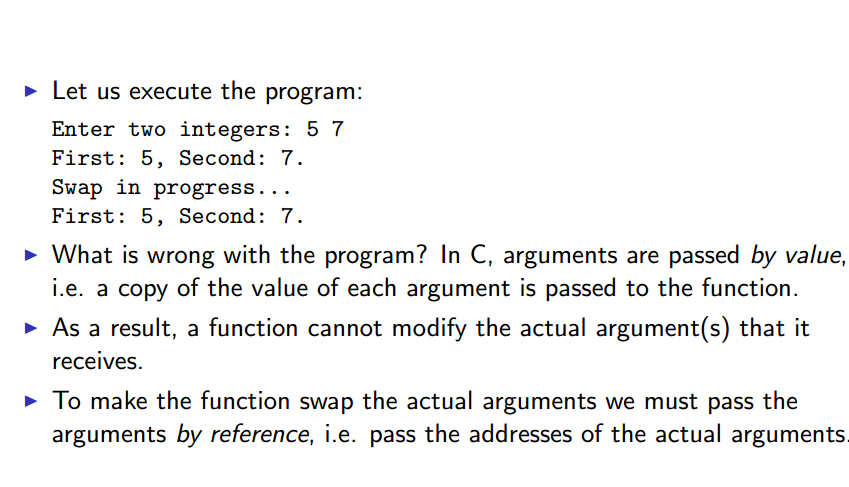 Let us execute the program:
Enter two integers: 5 7
First: 5, Second: 7.
Swap in progress...
First: 5, Second: 7.
What is wrong with the program? In C, arguments are passed by value,
i.e. a copy of the value of each argument is passed to the function.
As a result, a function cannot modify the actual argument(s) that it
receives.
To make the function swap the actual arguments we must pass the
arguments by reference, i.e. pass the addresses of the actual arguments.